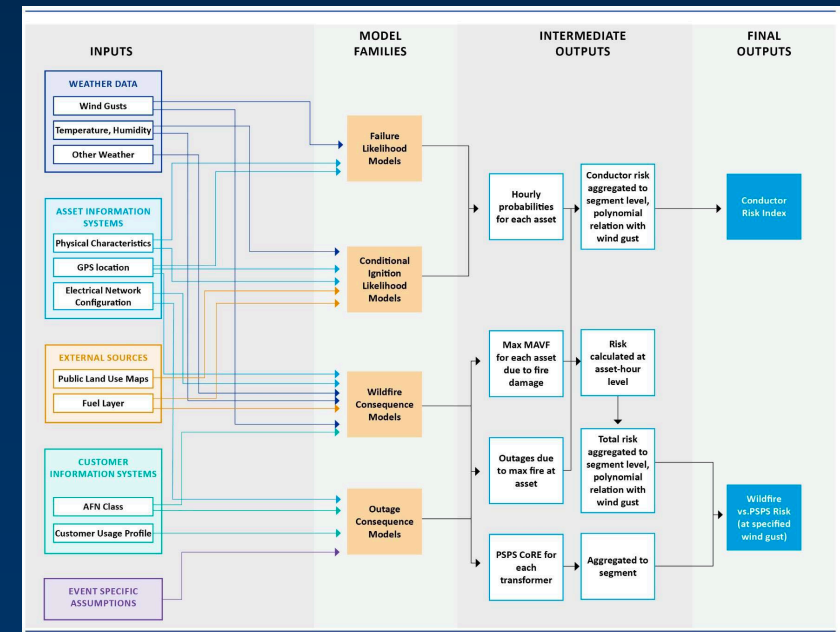 INPUTS
MODEL
FAMILIES
INTERMEDIATE
OUTPUTS
FINAL
OUTPUTS
WEATHER DATA
Wind Gusts
Temperature, Humidity
Other Weather
ASSET INFORMATION
SYSTEMS
Physical Characteristics
GPS location
Electrical Network
Configuration
EXTERNAL SOURCES
Public Land Use Maps
Fuel Layer
CUSTOMER
INFORMATION SYSTEMS
AFN Class
Customer Usage Profile
EVENT SPECIFIC
ASSUMPTIONS
Failure
Likelihood
Models
Conditional
Ignition
Likelihood
Models
Wildfire
Consequence
Models
Outage
Consequence
Models
Hourly
probabilities
for each asset
Conductor risk
aggregated to
segment level,
polynomial
relation with
wind gust
Max MAVF
for each asset
due to fire
damage
Risk
calculated at
asset-hour
level
Outages due
to max fire at
asset
Total risk
aggregated to
segment level,
polynomial
relation with
wind gust
PSPS CoRE for
each
transformer
Aggregated to
segment
Conductor
Risk Index
Wildfire
vs.PSPS Risk
(at specified
wind gust)